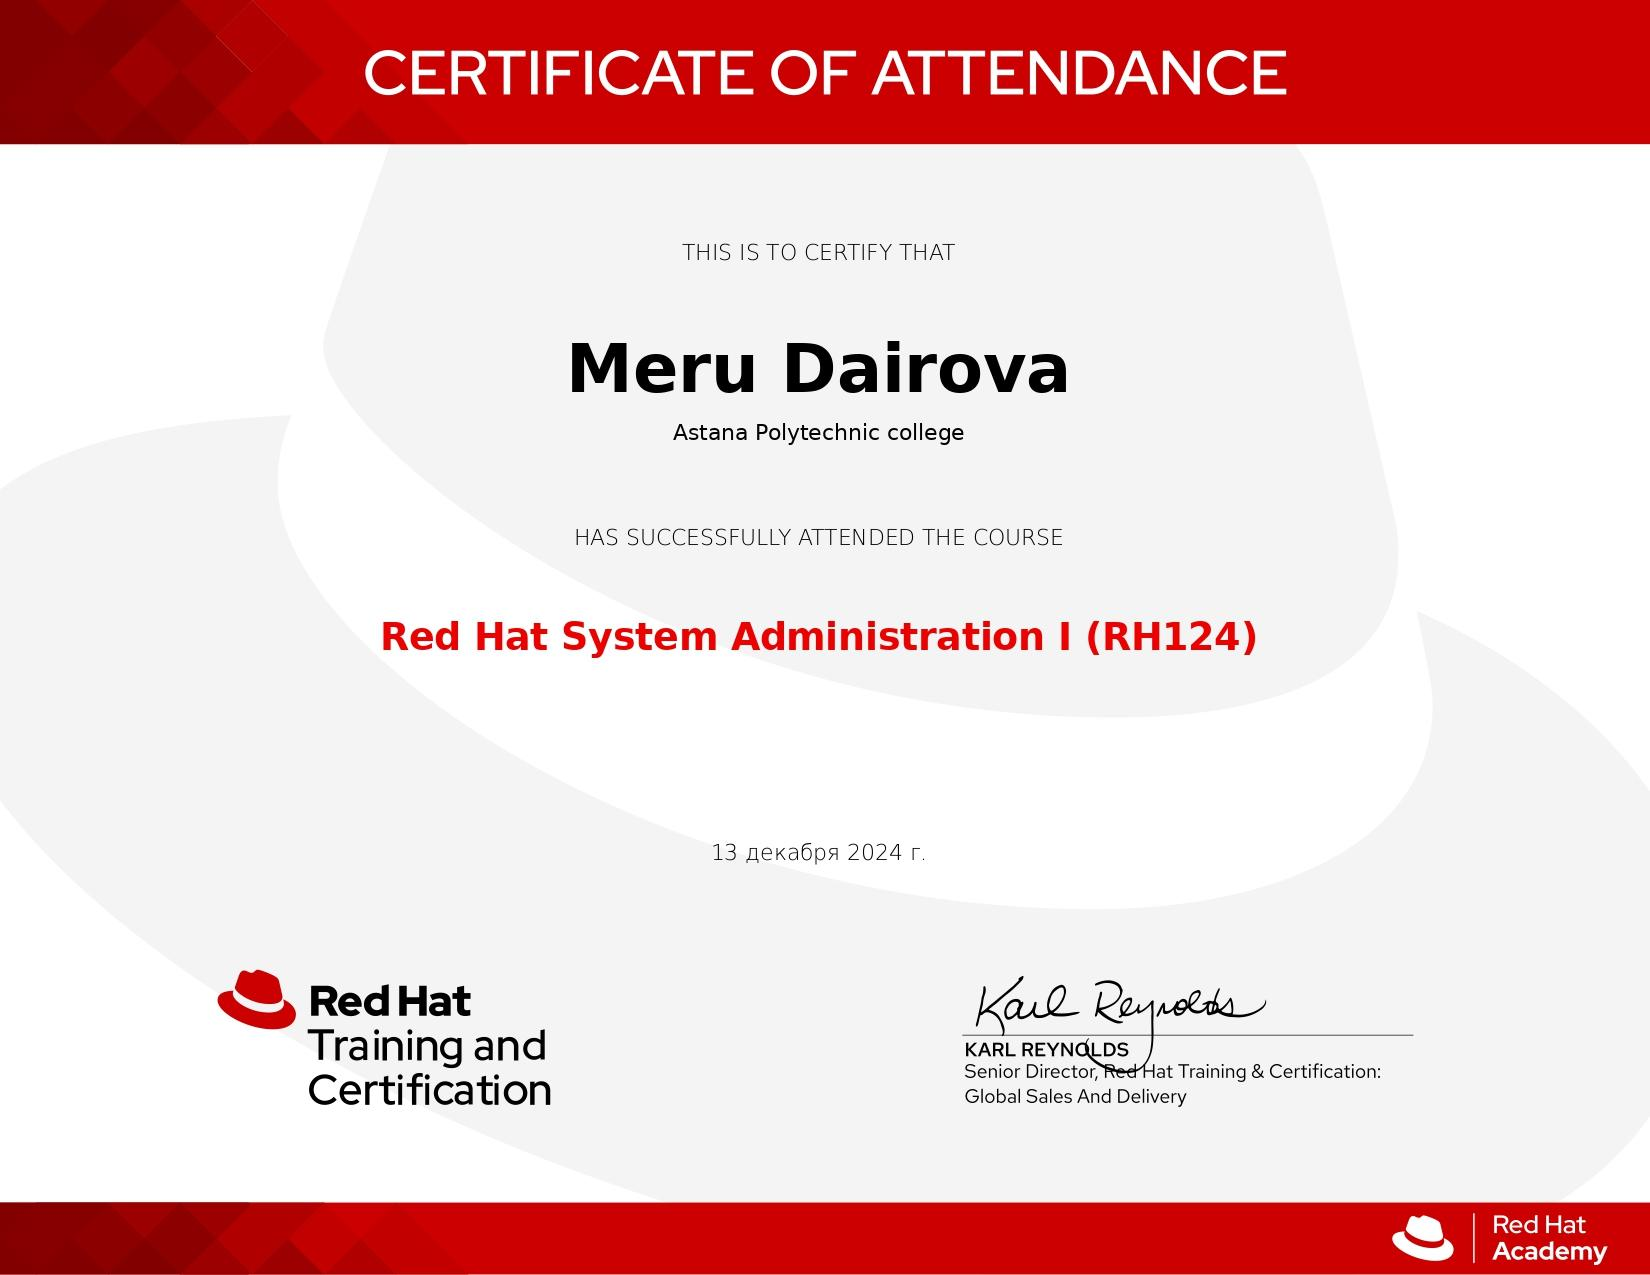 CERTIFICATE OF ATTENDANCE
THIS IS TO CERTIFY THAT
Meru Dairova
Astana Polytechnic college
HAS SUCCESSFULLY ATTENDED THE COURSE
Red Hat System Administration I (RH124)
13 декабря 2024 г.
Red Hat
Training and
Certification
Karl Reynolds
KARL REYNOLDS
Senior Director, Red Hat Training & Certification:
Global Sales And Delivery
Red Hat
Academy